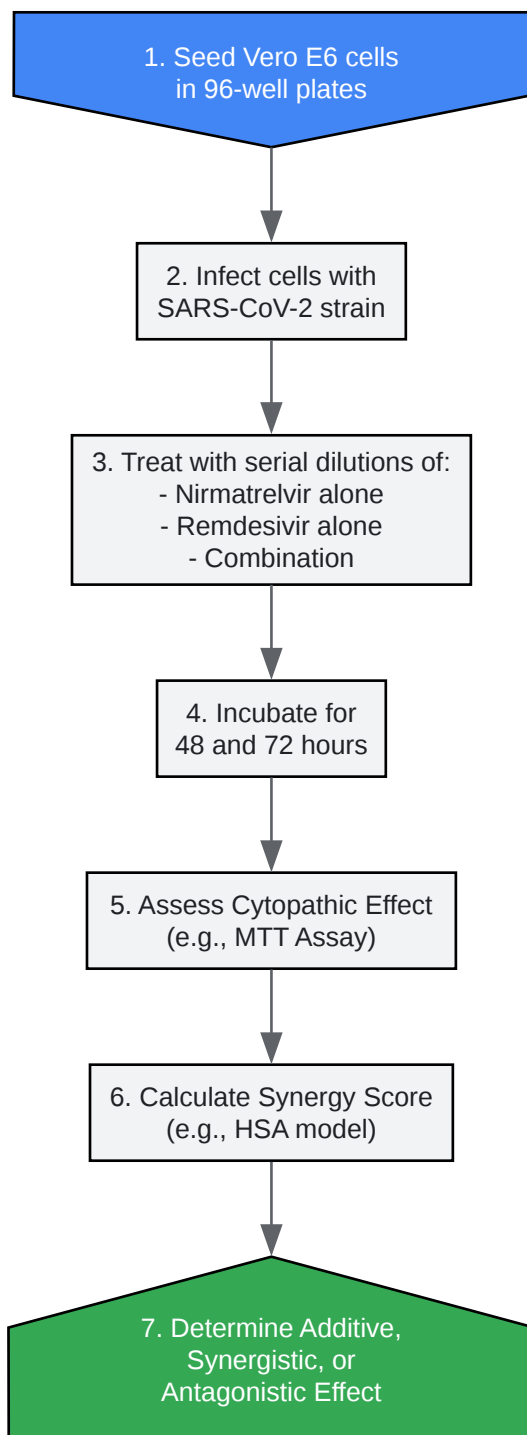 1. Seed Vero E6 cells
in 96-well plates
2. Infect cells with
SARS-CoV-2 strain
3. Treat with serial dilutions of:
- Nirmatrelvir alone
- Remdesivir alone
- Combination
4. Incubate for
48 and 72 hours
5. Assess Cytopathic Effect
(e.g., MTT Assay)
6. Calculate Synergy Score
(e.g., HSA model)
7. Determine Additive,
Synergistic, or
Antagonistic Effect